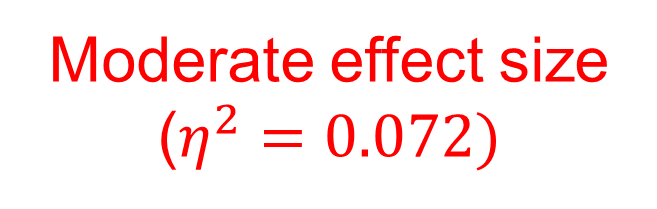 Moderate effect size
(η² = 0.072)